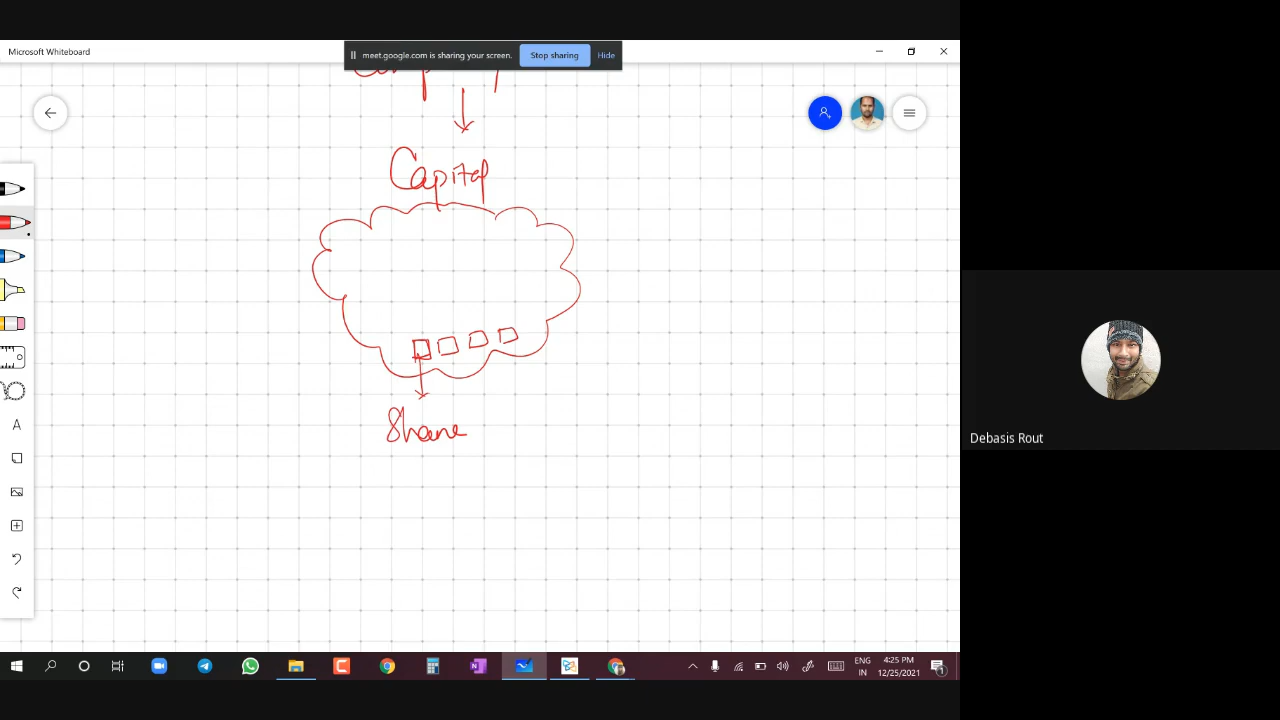 Microsoft Whiteboard
meet.google.com is sharing your screen.
Stop sharing
Hide
Capital
Share
Debasis Rout
ENG
IN
4:25 PM
12/25/2021
1